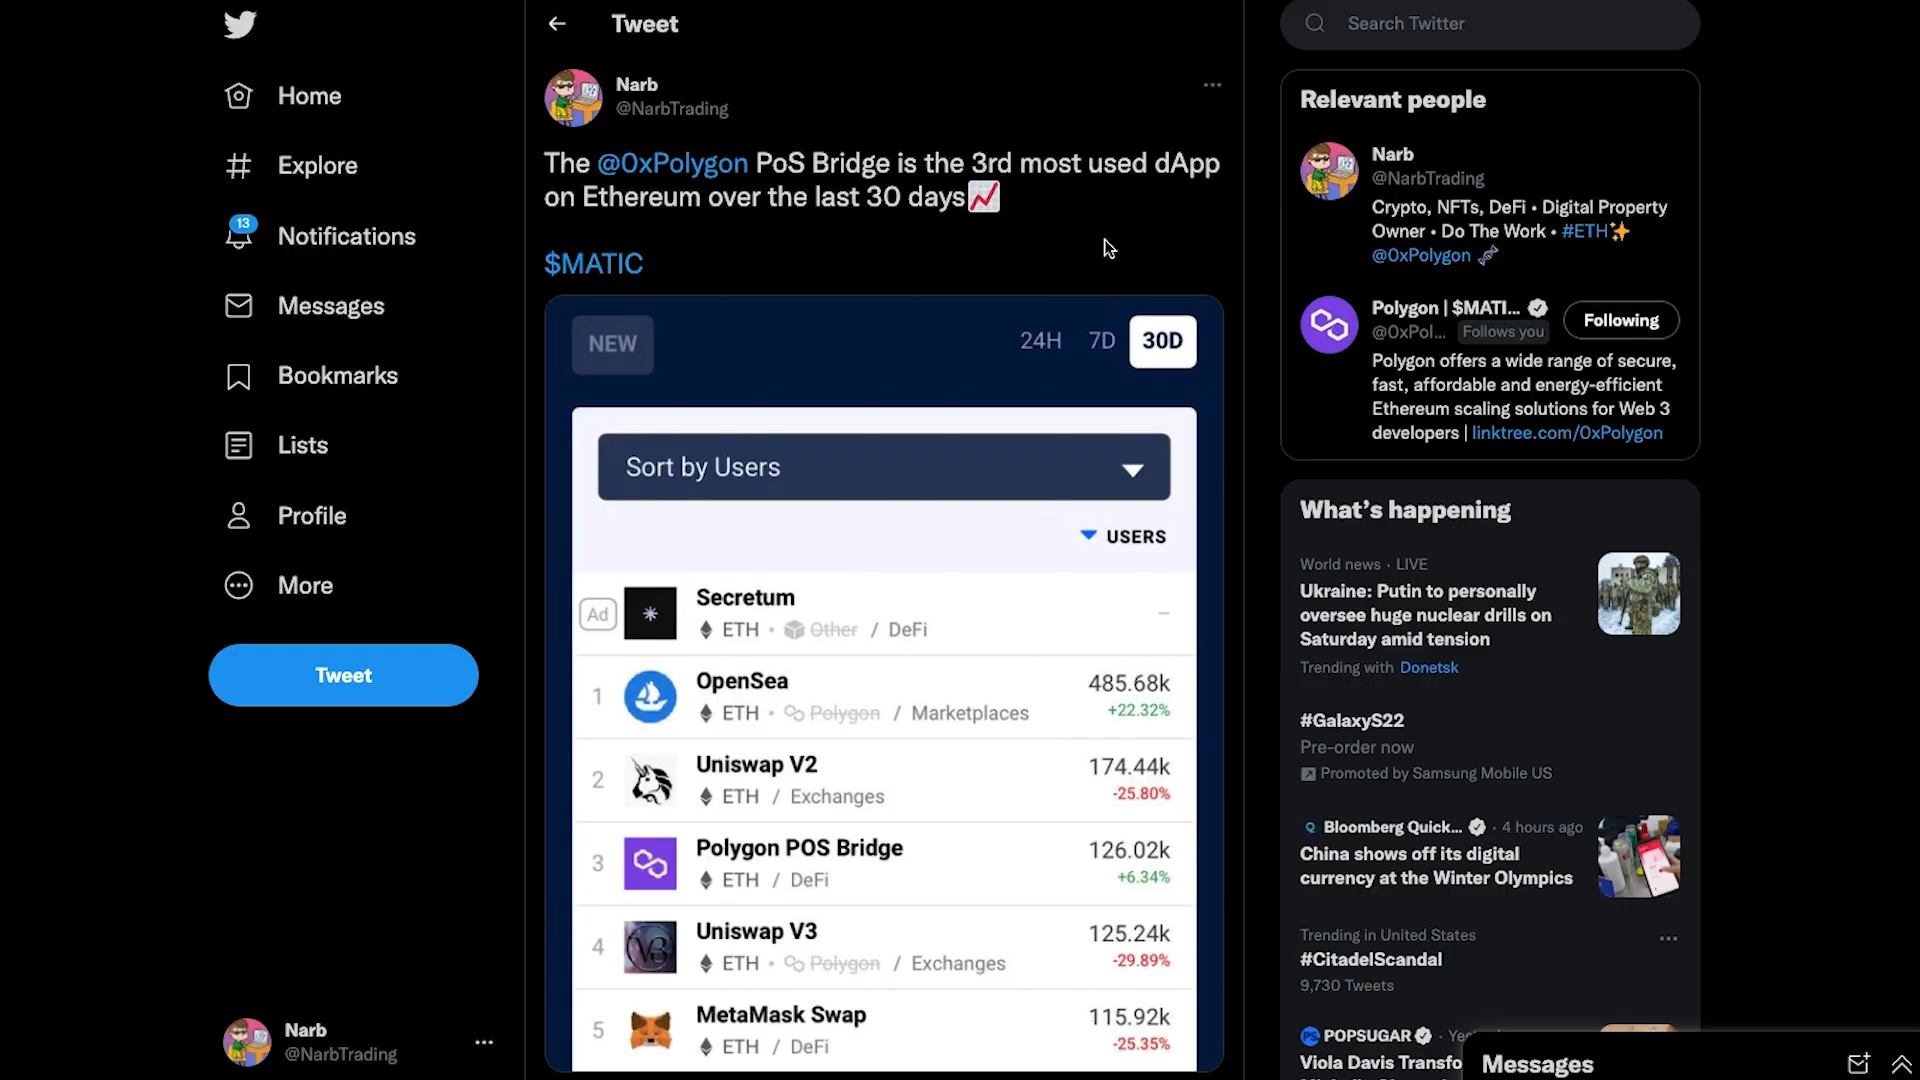 Home
Explore
13
Notifications
Messages
Bookmarks
Lists
Profile
More
Tweet
Narb
@NarbTrading
Tweet
Narb
@NarbTrading
The @0xPolygon PoS Bridge is the 3rd most used dApp
on Ethereum over the last 30 days📈
$MATIC
NEW
24H 7D 30D
Sort by Users
USERS
Ad
Secretum
ETH • Other / DeFi
–
1
OpenSea
485.68k
ETH • Polygon / Marketplaces
+22.32%
2
Uniswap V2
174.44k
ETH / Exchanges
-25.80%
3
Polygon POS Bridge
126.02k
ETH / DeFi
+6.34%
4
Uniswap V3
125.24k
ETH • Polygon / Exchanges
-29.89%
5
MetaMask Swap
115.92k
ETH / DeFi
-25.35%
Search Twitter
Relevant people
Narb
@NarbTrading
Crypto, NFTs, DeFi • Digital Property
Owner • Do The Work • #ETH✨
@0xPolygon 🧬
Polygon | $MATI...
@0xPol... Follows you
Following
Polygon offers a wide range of secure,
fast, affordable and energy-efficient
Ethereum scaling solutions for Web 3
developers | linktree.com/0xPolygon
What's happening
World news · LIVE
Ukraine: Putin to personally
oversee huge nuclear drills on
Saturday amid tension
Trending with Donetsk
#GalaxyS22
Pre-order now
Promoted by Samsung Mobile US
Bloomberg Quick... · 4 hours ago
China shows off its digital
currency at the Winter Olympics
Trending in United States
#CitadelScandal
9,730 Tweets
POPSUGAR ·
Viola Davis Transfo
Messages